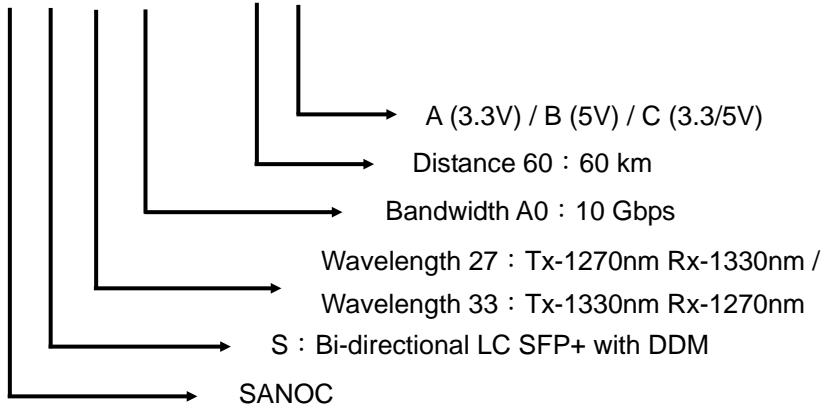 A (3.3V) / B (5V) / C (3.3/5V)
Distance 60：60 km
Bandwidth A0：10 Gbps
Wavelength 27：Tx-1270nm Rx-1330nm /
Wavelength 33：Tx-1330nm Rx-1270nm
S：Bi-directional LC SFP+ with DDM
SANOC